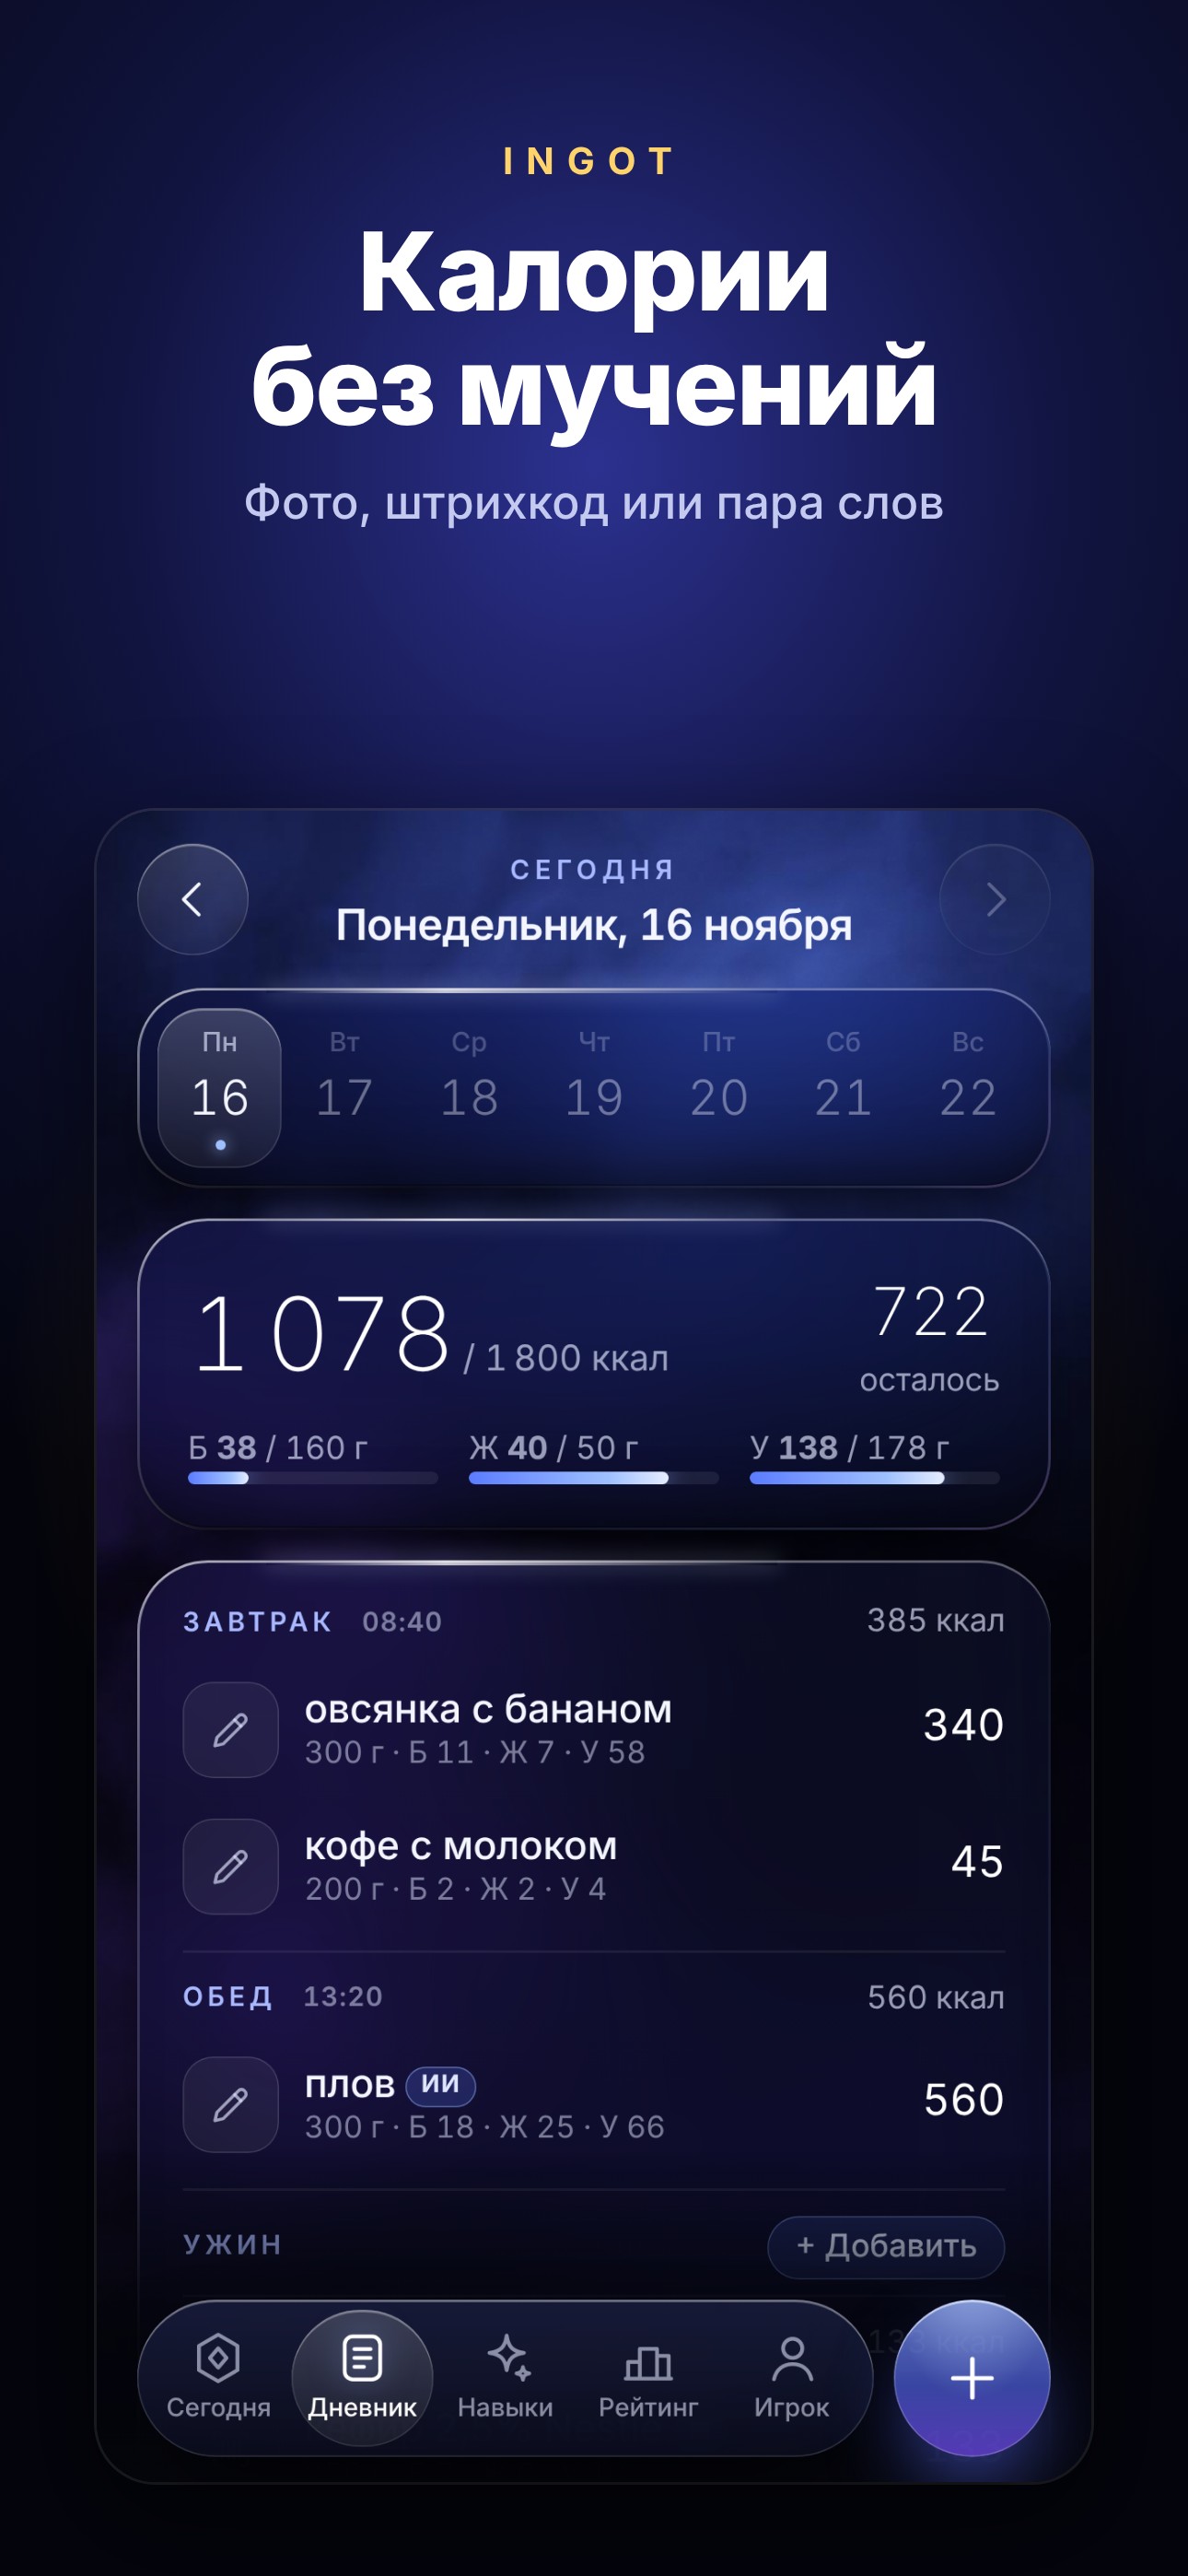 INGOT
Калории
без мучений
Фото, штрихкод или пара слов
СЕГОДНЯ
Понедельник, 16 ноября
Пн Вт Ср Чт Пт Сб Вс
16 17 18 19 20 21 22
1 078 / 1 800 ккал
722
осталось
Б 38 / 160 г Ж 40 / 50 г У 138 / 178 г
ЗАВТРАК 08:40 385 ккал
овсянка с бананом 340
300 г · Б 11 · Ж 7 · У 58
кофе с молоком 45
200 г · Б 2 · Ж 2 · У 4
ОБЕД 13:20 560 ккал
плов ИИ 560
300 г · Б 18 · Ж 25 · У 66
УЖИН + Добавить
ккал
Сегодня Дневник Навыки Рейтинг Игрок